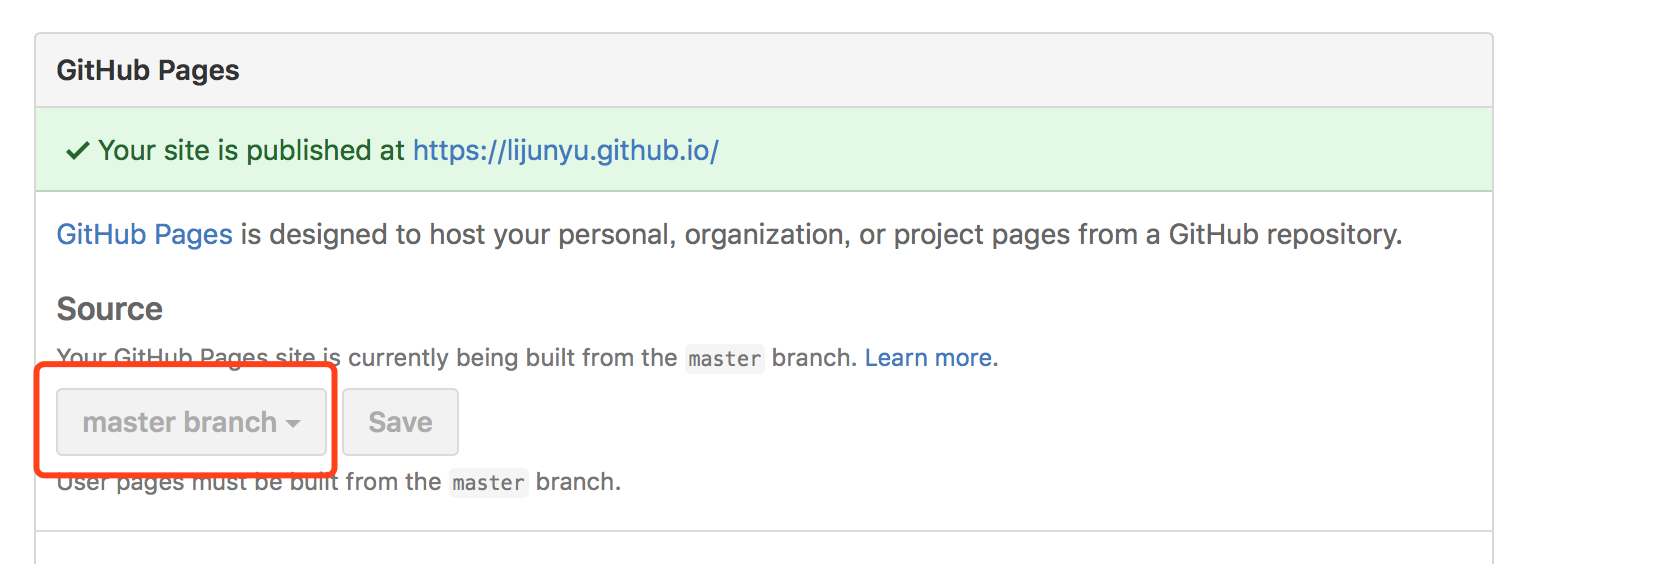 GitHub Pages
Your site is published at https://lijunyu.github.io/
GitHub Pages is designed to host your personal, organization, or project pages from a GitHub repository.
Source
Your GitHub Pages site is currently being built from the master branch. Learn more.
master branch Save
User pages must be built from the master branch.